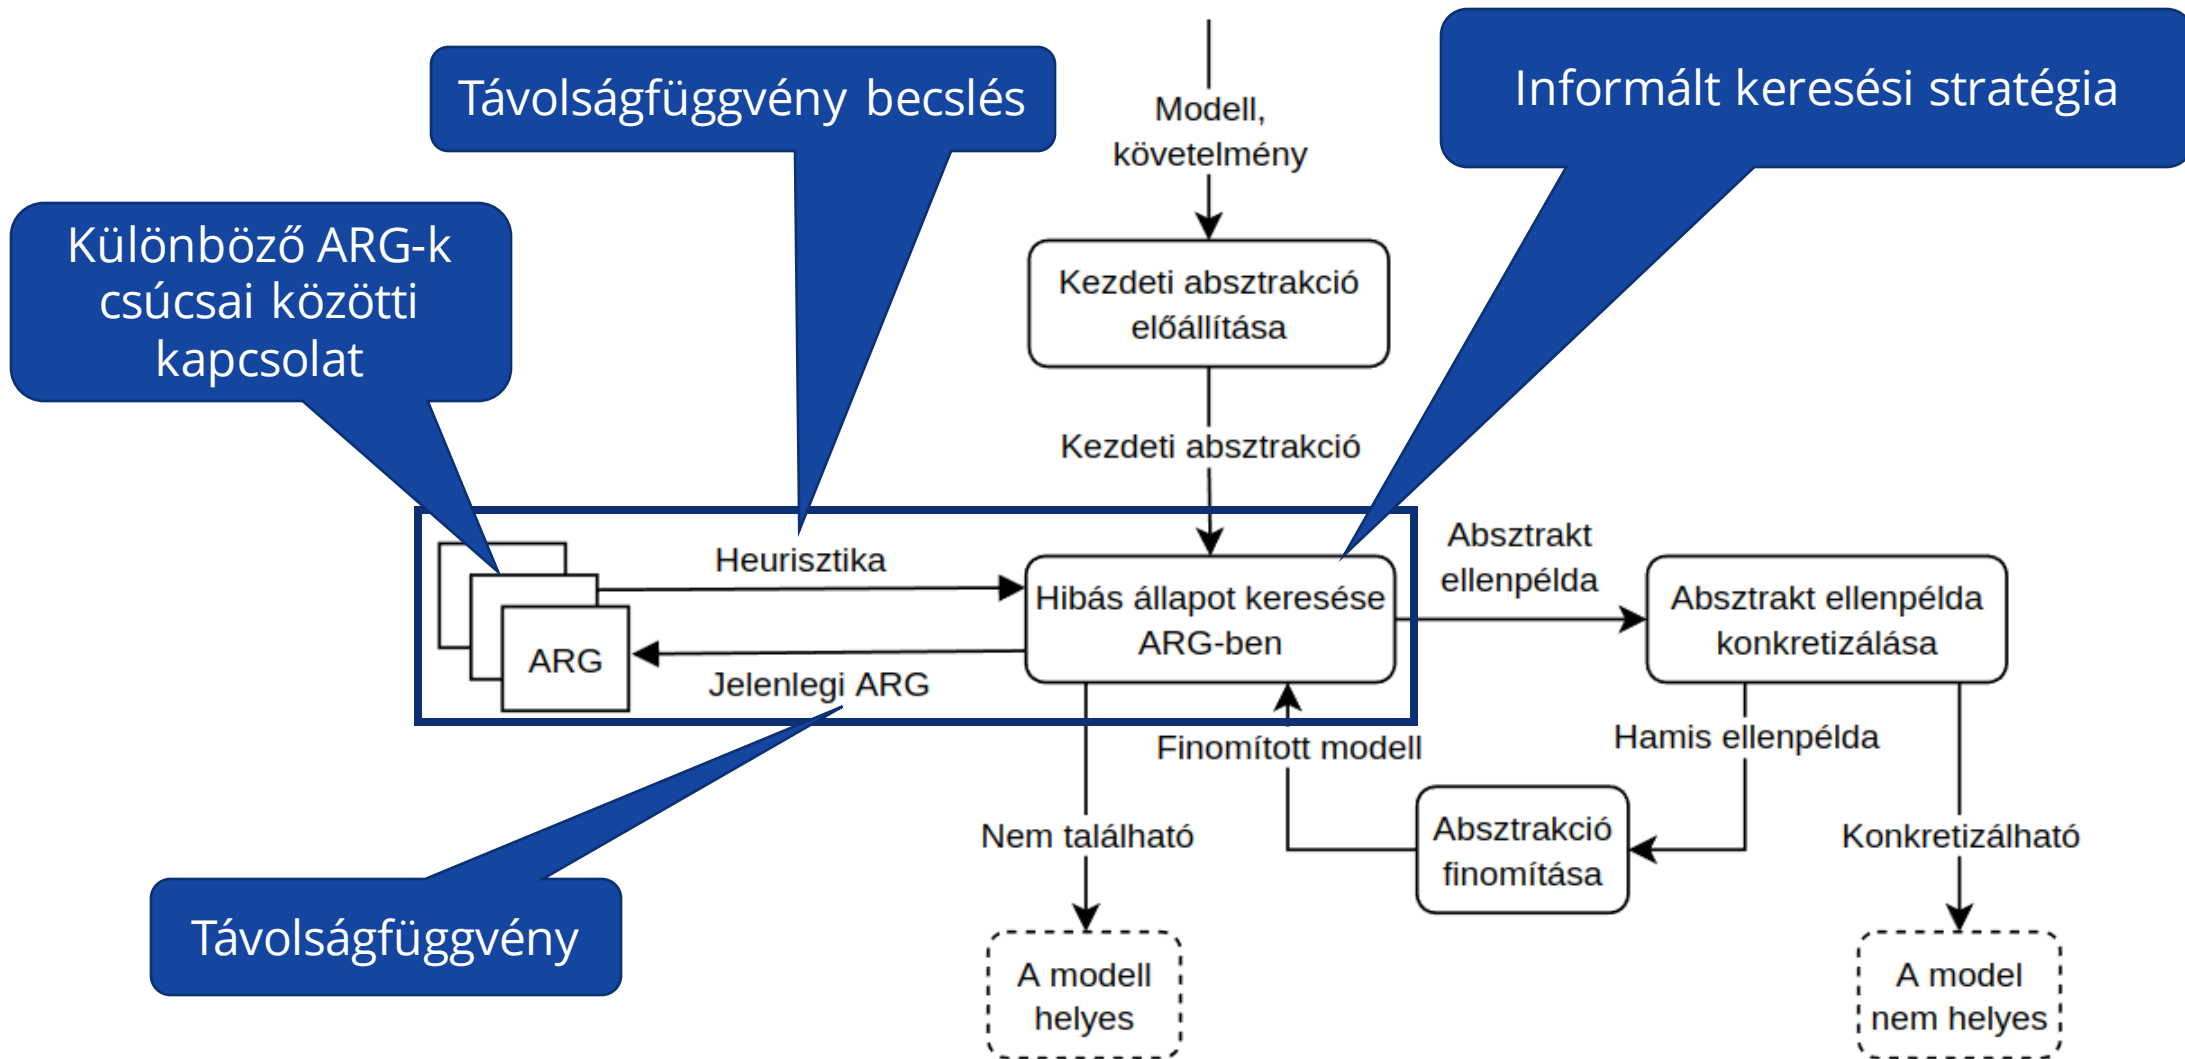 Távolságfüggvény becslés
Informált keresési stratégia
Modell,
követelmény
Különböző ARG-k
csúcsai közötti
kapcsolat
Kezdeti absztrakció
előállítása
Kezdeti absztrakció
Heurisztika
Hibás állapot keresése
ARG-ben
ARG
Jelenlegi ARG
Absztrakt
ellenpélda
Absztrakt ellenpélda
konkretizálása
Finomított modell
Hamis ellenpélda
Nem található
Absztrakció
finomítása
Konkretizálható
Távolságfüggvény
A modell
helyes
A model
nem helyes